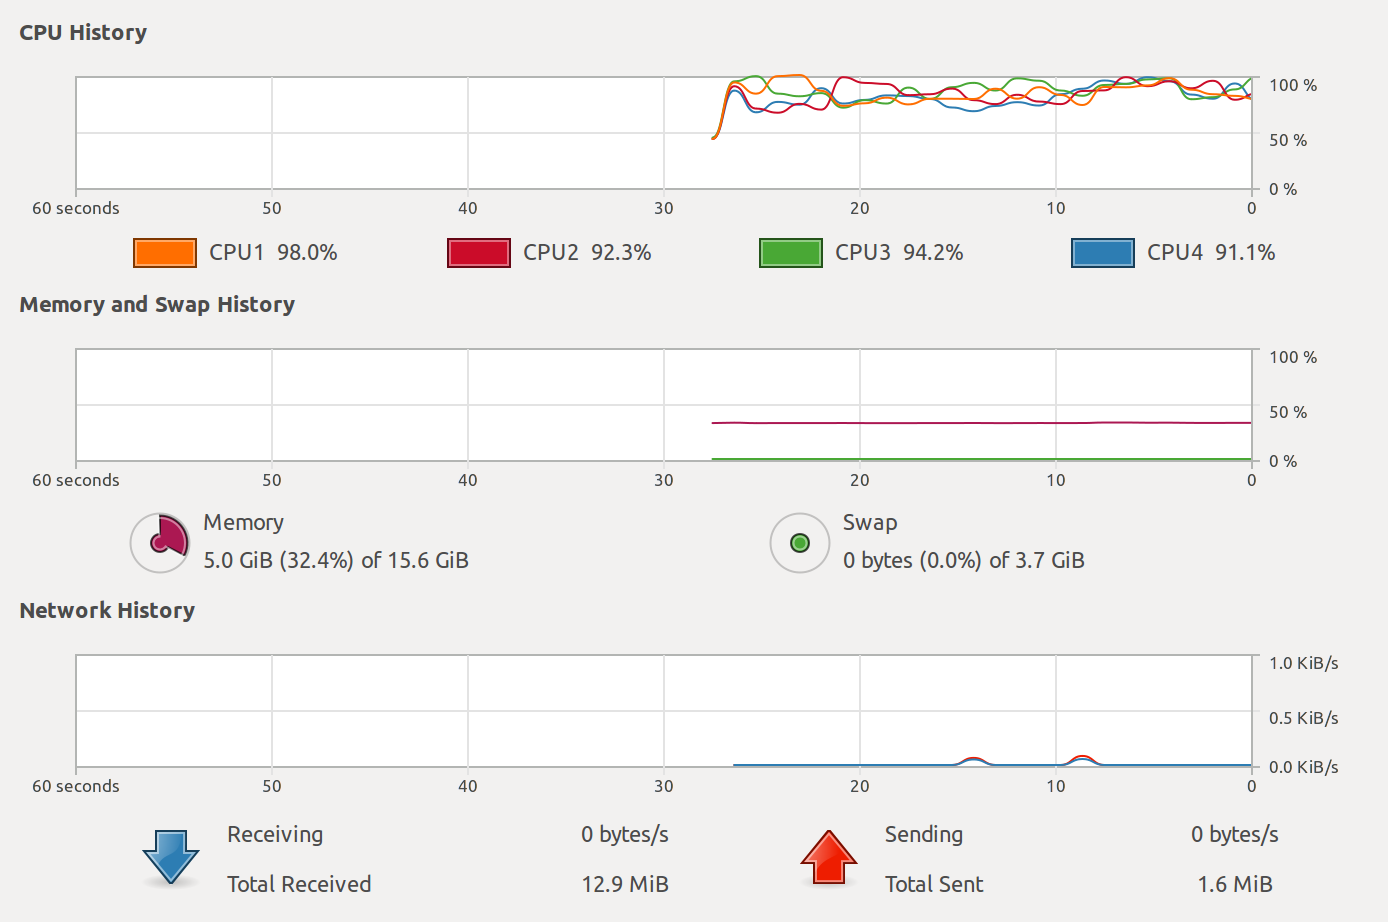 CPU History
100 %
50 %
0 %
60 seconds 50 40 30 20 10 0
CPU1 98.0% CPU2 92.3% CPU3 94.2% CPU4 91.1%
Memory and Swap History
100 %
50 %
0 %
60 seconds 50 40 30 20 10 0
Memory Swap
5.0 GiB (32.4%) of 15.6 GiB 0 bytes (0.0%) of 3.7 GiB
Network History
1.0 KiB/s
0.5 KiB/s
0.0 KiB/s
60 seconds 50 40 30 20 10 0
Receiving 0 bytes/s Sending 0 bytes/s
Total Received 12.9 MiB Total Sent 1.6 MiB